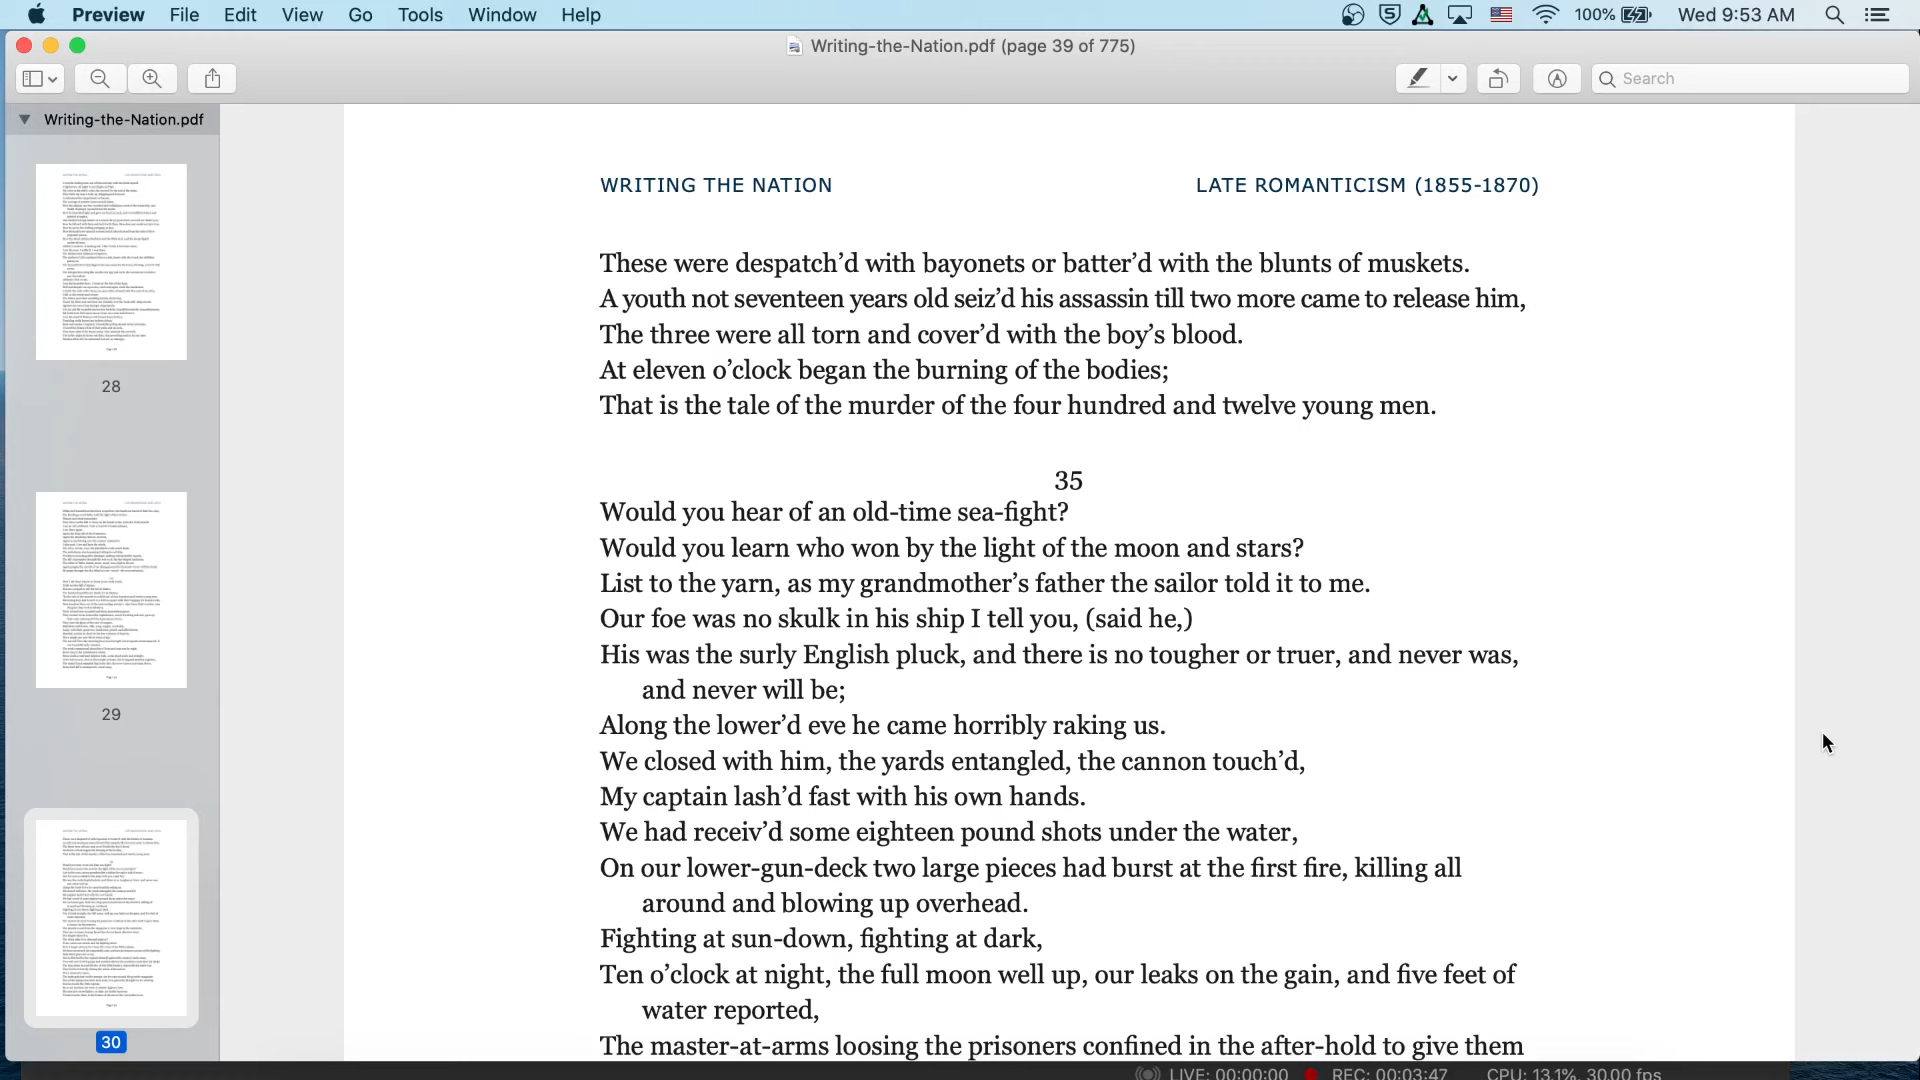 Preview File Edit View Go Tools Window Help 100% Wed 9:53 AM
Writing-the-Nation.pdf (page 39 of 775)
Search
Writing-the-Nation.pdf
28
29
30
WRITING THE NATION LATE ROMANTICISM (1855-1870)
These were despatch’d with bayonets or batter’d with the blunts of muskets.
A youth not seventeen years old seiz’d his assassin till two more came to release him,
The three were all torn and cover’d with the boy’s blood.
At eleven o’clock began the burning of the bodies;
That is the tale of the murder of the four hundred and twelve young men.
35
Would you hear of an old-time sea-fight?
Would you learn who won by the light of the moon and stars?
List to the yarn, as my grandmother’s father the sailor told it to me.
Our foe was no skulk in his ship I tell you, (said he,)
His was the surly English pluck, and there is no tougher or truer, and never was,
and never will be;
Along the lower’d eve he came horribly raking us.
We closed with him, the yards entangled, the cannon touch’d,
My captain lash’d fast with his own hands.
We had receiv’d some eighteen pound shots under the water,
On our lower-gun-deck two large pieces had burst at the first fire, killing all
around and blowing up overhead.
Fighting at sun-down, fighting at dark,
Ten o’clock at night, the full moon well up, our leaks on the gain, and five feet of
water reported,
The master-at-arms loosing the prisoners confined in the after-hold to give them
LIVE: 00:00:00 REC: 00:03:47 CPU: 13.1%, 30.00 fps